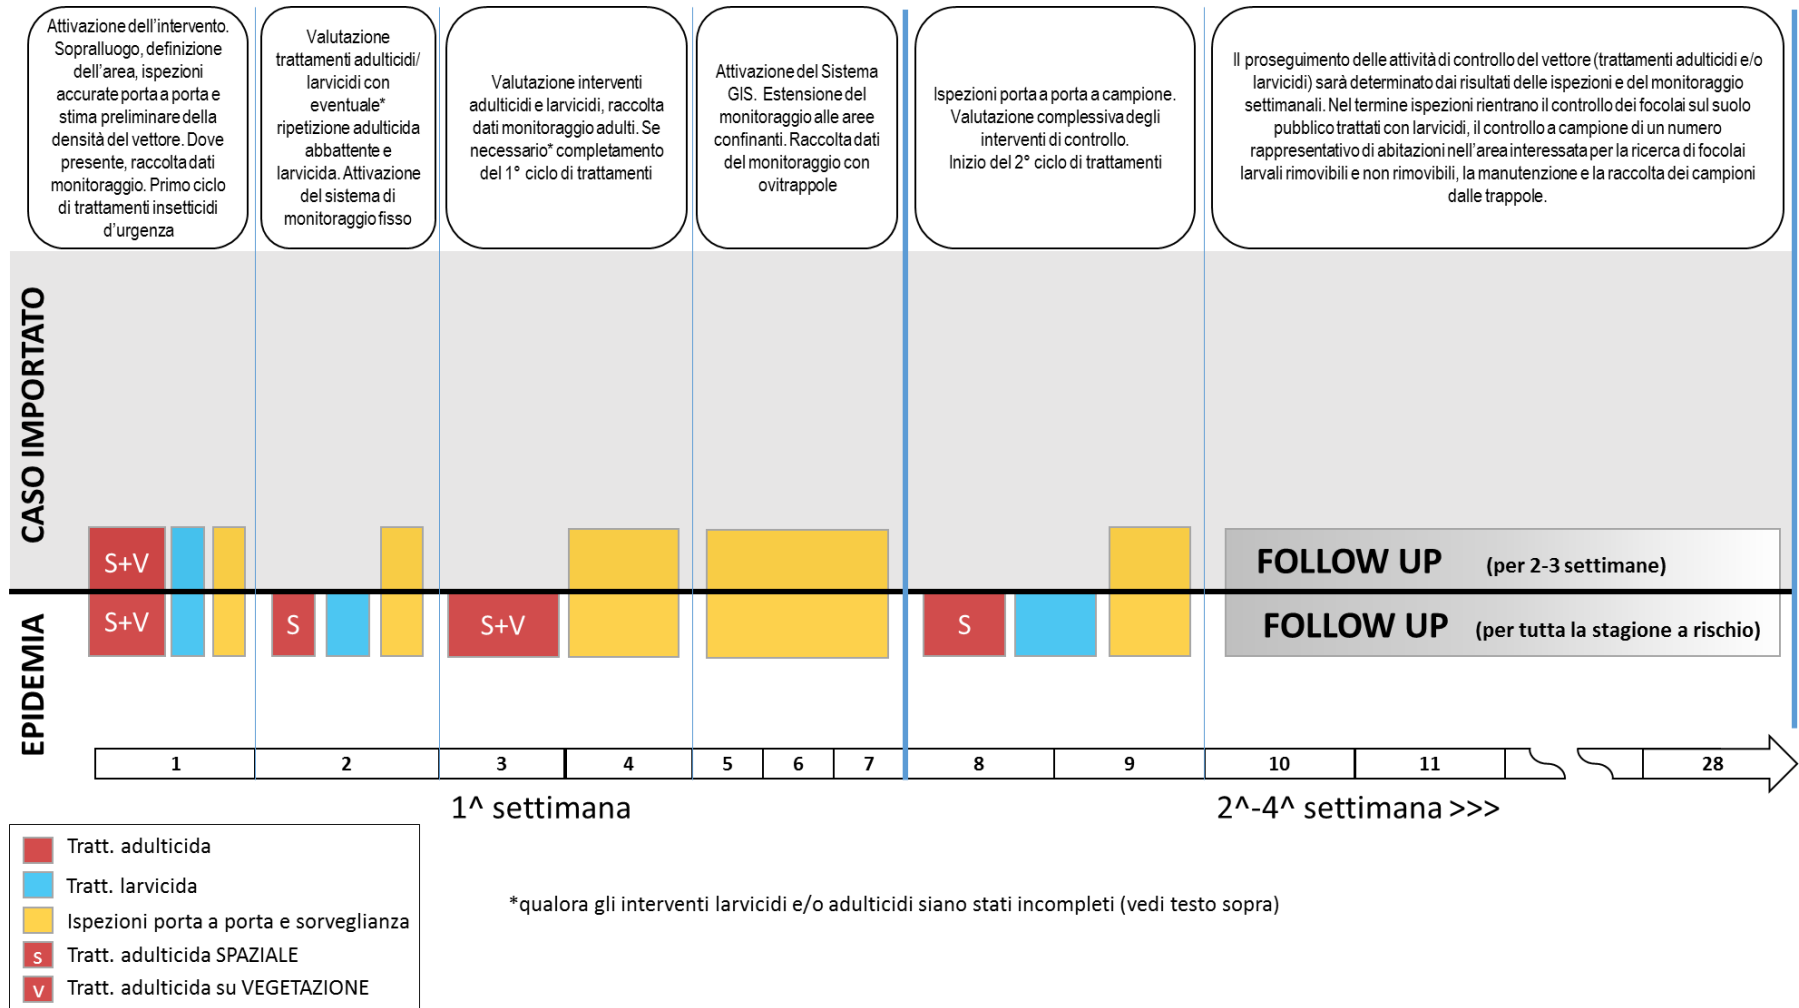 Attivazione dell'intervento.
Sopralluogo, definizione
dell'area, ispezioni
accurate porta a porta e
stima preliminare della
densità del vettore. Dove
presente, raccolta dati
monitoraggio. Primo ciclo
di trattamenti insetticidi
d'urgenza
Valutazione
trattamenti adulticidi/
larvicidi con
eventuale*
ripetizione adulticida
abbattente e
larvicida. Attivazione
del sistema di
monitoraggio fisso
Valutazione interventi
adulticidi e larvicidi, raccolta
dati monitoraggio adulti. Se
necessario* completamento
del 1° ciclo di trattamenti
Attivazione del Sistema
GIS. Estensione del
monitoraggio alle aree
confinanti. Raccolta dati
del monitoraggio con
ovitrappole
Ispezioni porta a porta a campione.
Valutazione complessiva degli
interventi di controllo.
Inizio del 2° ciclo di trattamenti
Il proseguimento delle attività di controllo del vettore (trattamenti adulticidi e/o
larvicidi) sarà determinato dai risultati delle ispezioni e del monitoraggio
settimanali. Nel termine ispezioni rientrano il controllo dei focolai sul suolo
pubblico trattati con larvicidi, il controllo a campione di un numero
rappresentativo di abitazioni nell'area interessata per la ricerca di focolai
larvali rimovibili e non rimovibili, la manutenzione e la raccolta dei campioni
dalle trappole.
CASO IMPORTATO
S+V
FOLLOW UP (per 2-3 settimane)
EPIDEMIA
S+V
S
S+V
S
FOLLOW UP (per tutta la stagione a rischio)
1 2 3 4 5 6 7 8 9 10 11 28
1^ settimana
2^-4^ settimana >>>
Tratt. adulticida
Tratt. larvicida
Ispezioni porta a porta e sorveglianza
S Tratt. adulticida SPAZIALE
V Tratt. adulticida su VEGETAZIONE
*qualora gli interventi larvicidi e/o adulticidi siano stati incompleti (vedi testo sopra)